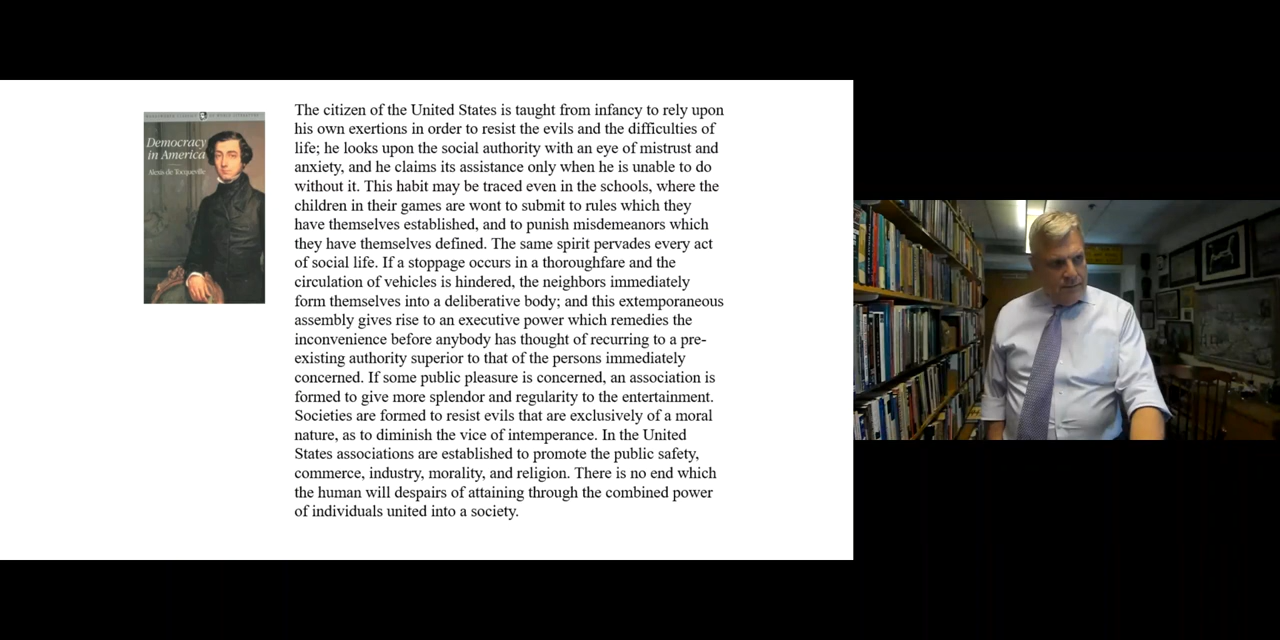 Democracy
in America
Alexis de Tocqueville
The citizen of the United States is taught from infancy to rely upon
his own exertions in order to resist the evils and the difficulties of
life; he looks upon the social authority with an eye of mistrust and
anxiety, and he claims its assistance only when he is unable to do
without it. This habit may be traced even in the schools, where the
children in their games are wont to submit to rules which they
have themselves established, and to punish misdemeanors which
they have themselves defined. The same spirit pervades every act
of social life. If a stoppage occurs in a thoroughfare and the
circulation of vehicles is hindered, the neighbors immediately
form themselves into a deliberative body; and this extemporaneous
assembly gives rise to an executive power which remedies the
inconvenience before anybody has thought of recurring to a pre-
existing authority superior to that of the persons immediately
concerned. If some public pleasure is concerned, an association is
formed to give more splendor and regularity to the entertainment.
Societies are formed to resist evils that are exclusively of a moral
nature, as to diminish the vice of intemperance. In the United
States associations are established to promote the public safety,
commerce, industry, morality, and religion. There is no end which
the human will despairs of attaining through the combined power
of individuals united into a society.